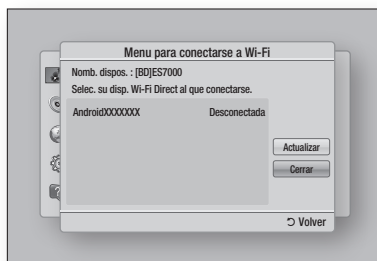 Menu para conectarse a Wi-Fi
Nomb. dispos. : [BD]ES7000
Selec. su disp. Wi-Fi Direct al que conectarse.
AndroidXXXXXXX Desconectada
Actualizar
Cerrar
Volver